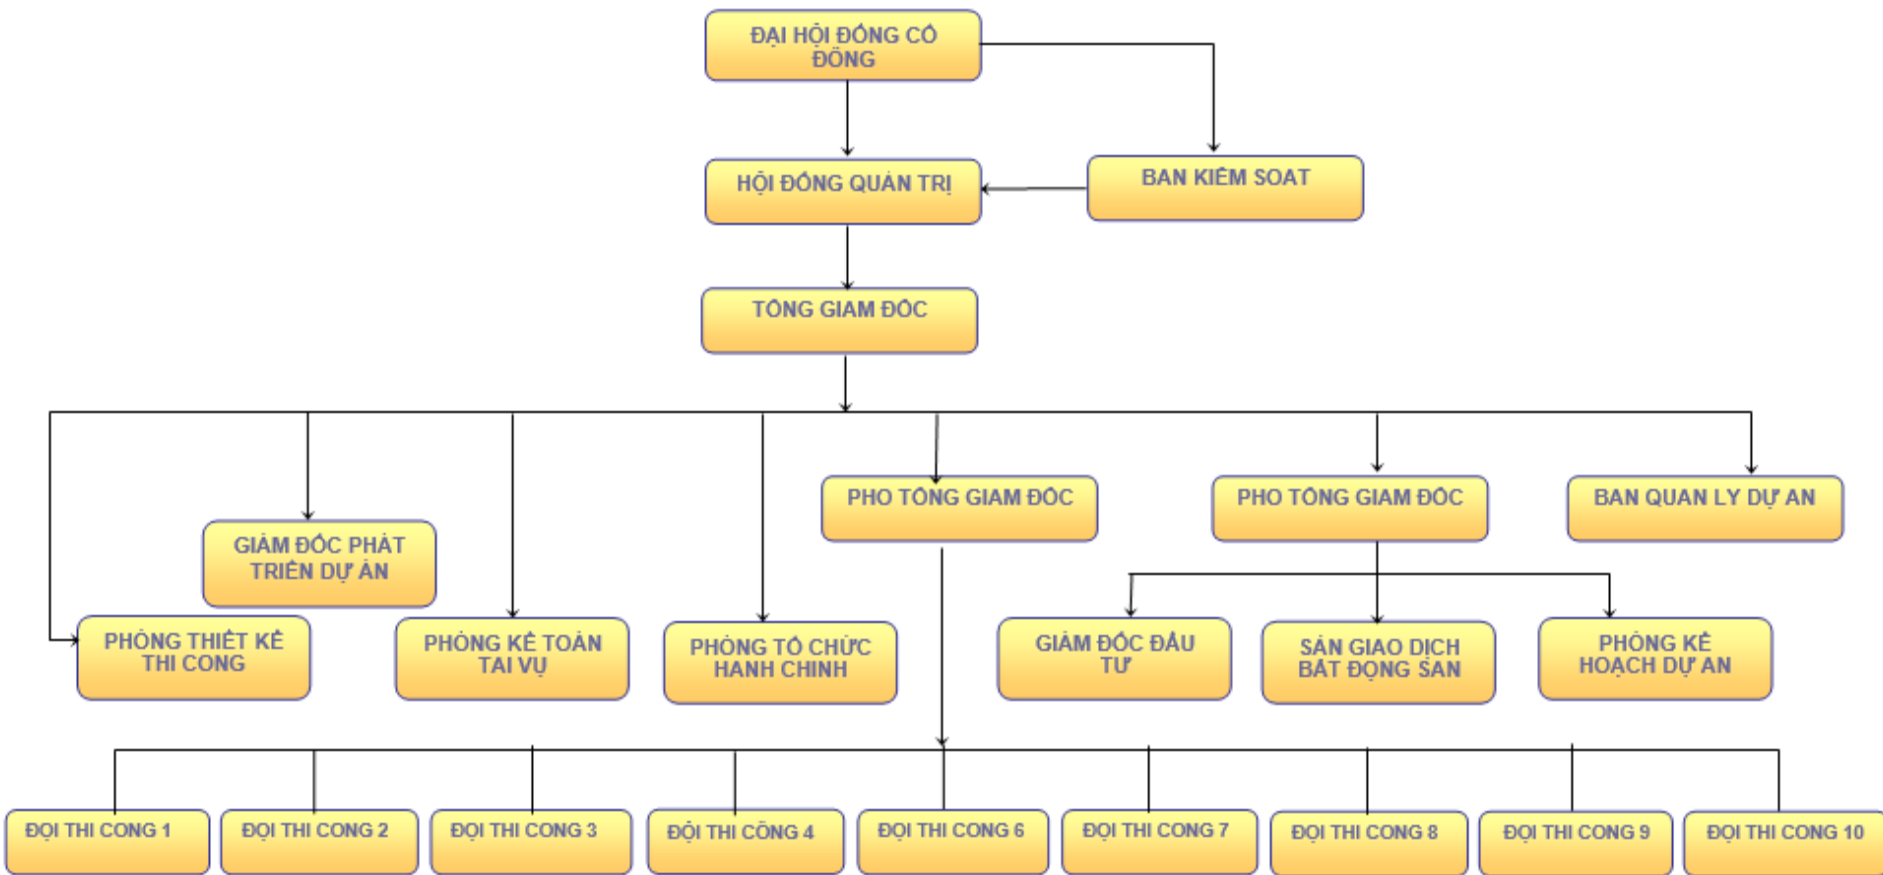 ĐẠI HỘI ĐỒNG CỔ
ĐÔNG
HỘI ĐỒNG QUẢN TRỊ
BAN KIỂM SOÁT
TỔNG GIÁM ĐỐC
PHÓ TỔNG GIÁM ĐỐC
PHÓ TỔNG GIÁM ĐỐC
BAN QUẢN LÝ DỰ ÁN
GIÁM ĐỐC PHÁT
TRIỂN DỰ ÁN
PHÒNG THIẾT KẾ
THI CÔNG
PHÒNG KẾ TOÁN
TÀI VỤ
PHÒNG TỔ CHỨC
HÀNH CHÍNH
GIÁM ĐỐC ĐẦU
TƯ
SÀN GIAO DỊCH
BẤT ĐỘNG SẢN
PHÒNG KẾ
HOẠCH DỰ ÁN
ĐỘI THI CÔNG 1
ĐỘI THI CÔNG 2
ĐỘI THI CÔNG 3
ĐỘI THI CÔNG 4
ĐỘI THI CÔNG 6
ĐỘI THI CÔNG 7
ĐỘI THI CÔNG 8
ĐỘI THI CÔNG 9
ĐỘI THI CÔNG 10